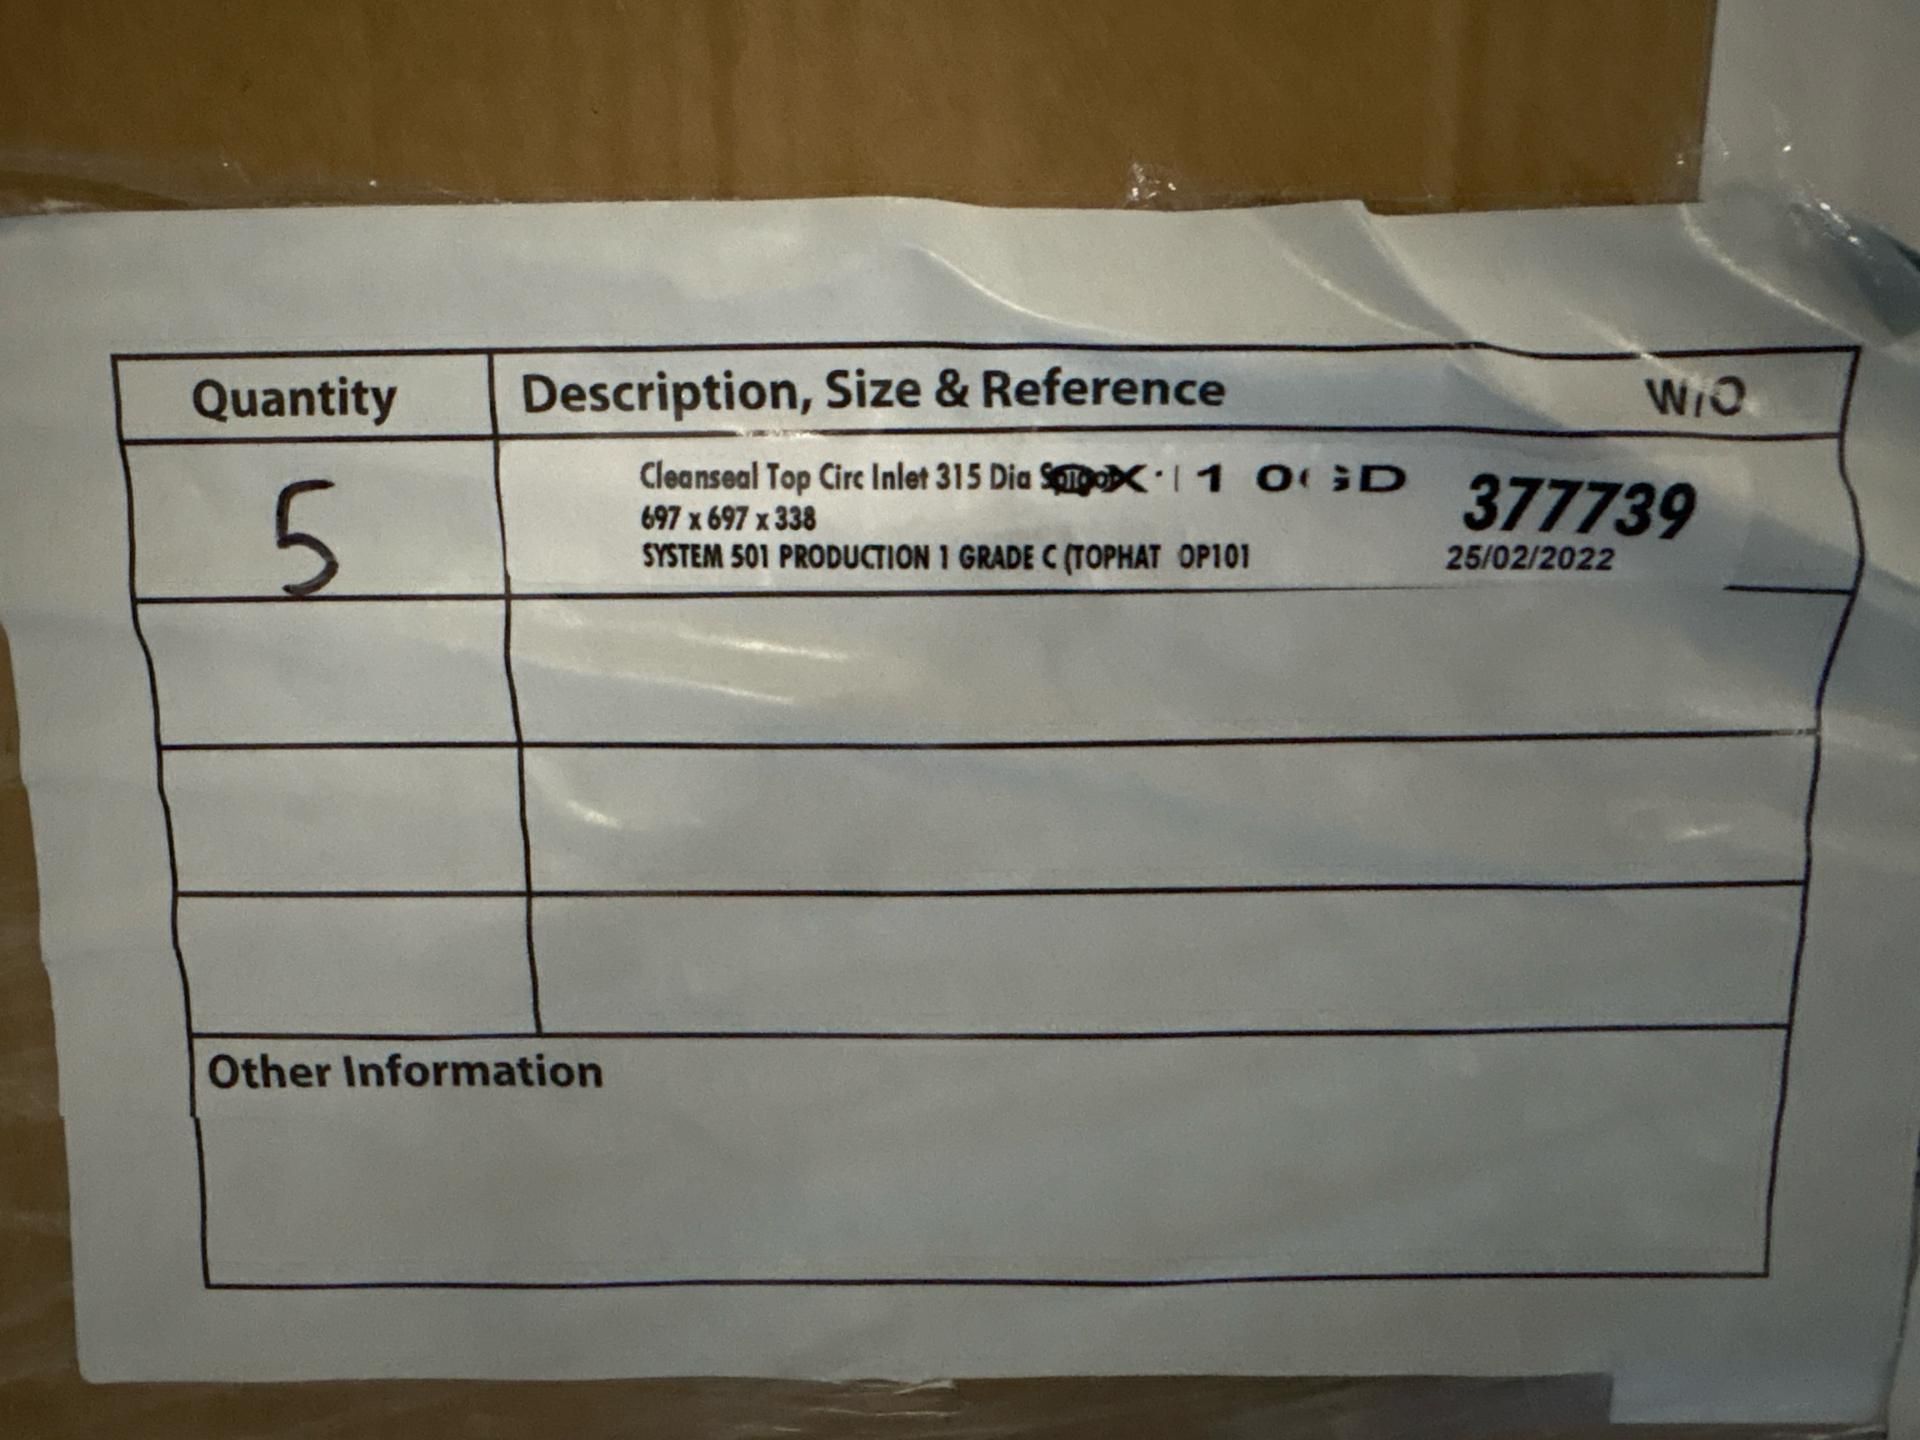 Quantity Description, Size & Reference W/O
5 Cleanseal Top Circ Inlet 315 Dia 377739
697 x 697 x 338
SYSTEM 501 PRODUCTION 1 GRADE C (TOPHAT OP101 25/02/2022
Other Information